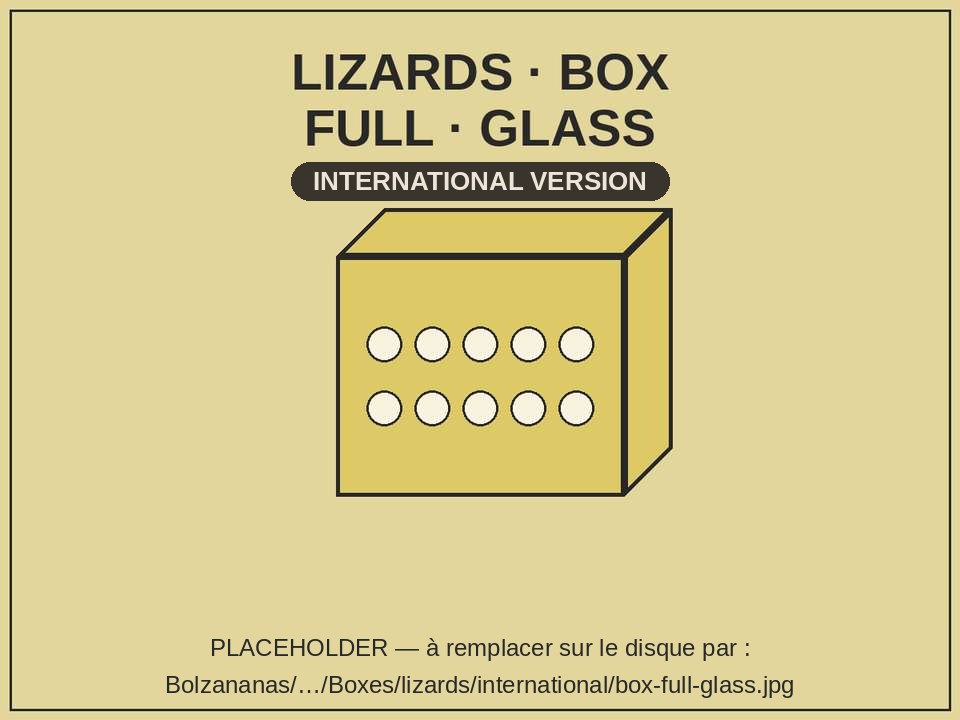 LIZARDS · BOX
FULL · GLASS
INTERNATIONAL VERSION
PLACEHOLDER — à remplacer sur le disque par :
Bolzananas/…/Boxes/lizards/international/box-full-glass.jpg